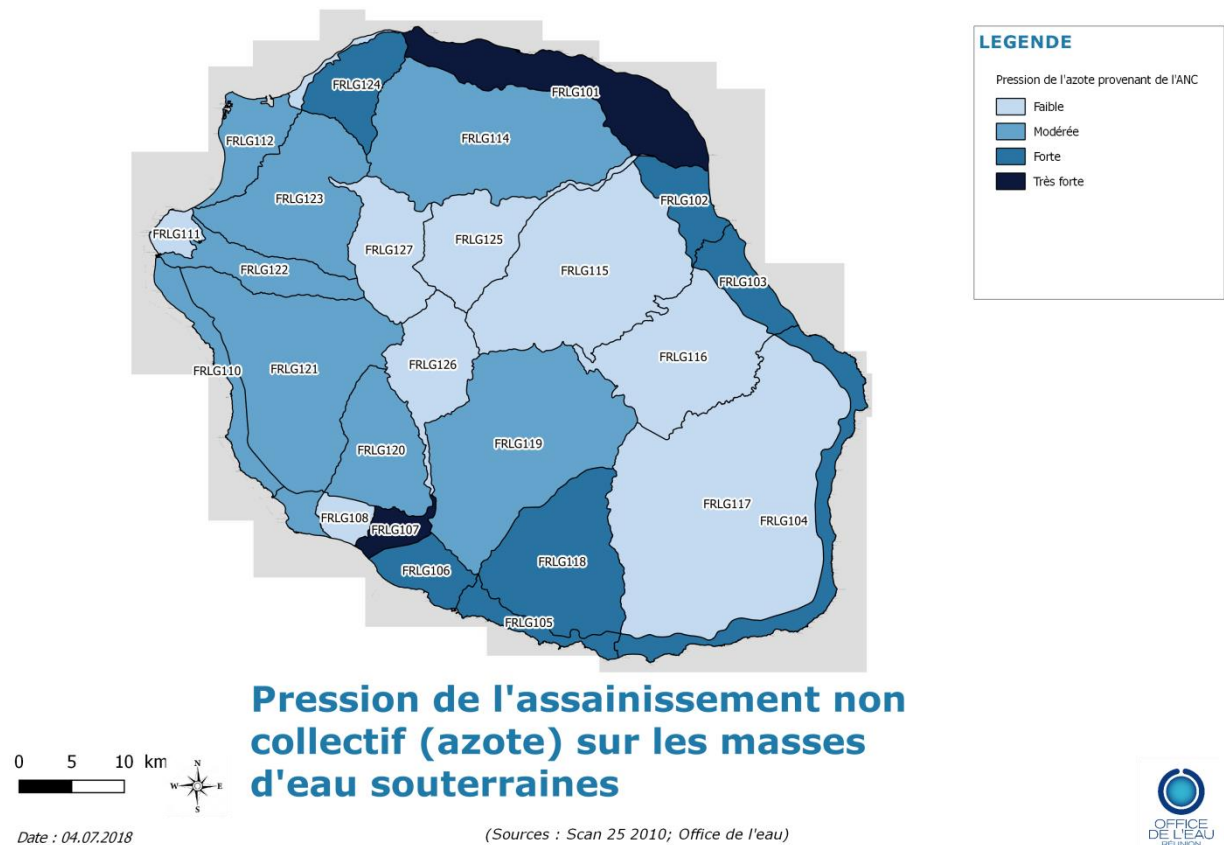 LEGENDE
Pression de l'azote provenant de l'ANC
Faible
Modérée
Forte
Très forte
FRLG124
FRLG101
FRLG112
FRLG114
FRLG123
FRLG102
FRLG111
FRLG125
FRLG127
FRLG122
FRLG115
FRLG103
FRLG116
FRLG126
FRLG110
FRLG121
FRLG119
FRLG120
FRLG117
FRLG104
FRLG108
FRLG107
FRLG118
FRLG106
FRLG105
Pression de l'assainissement non
collectif (azote) sur les masses
d'eau souterraines
0 5 10 km
N
W E
S
Date : 04.07.2018
(Sources : Scan 25 2010; Office de l'eau)
OFFICE
DE L'EAU
RÉUNION